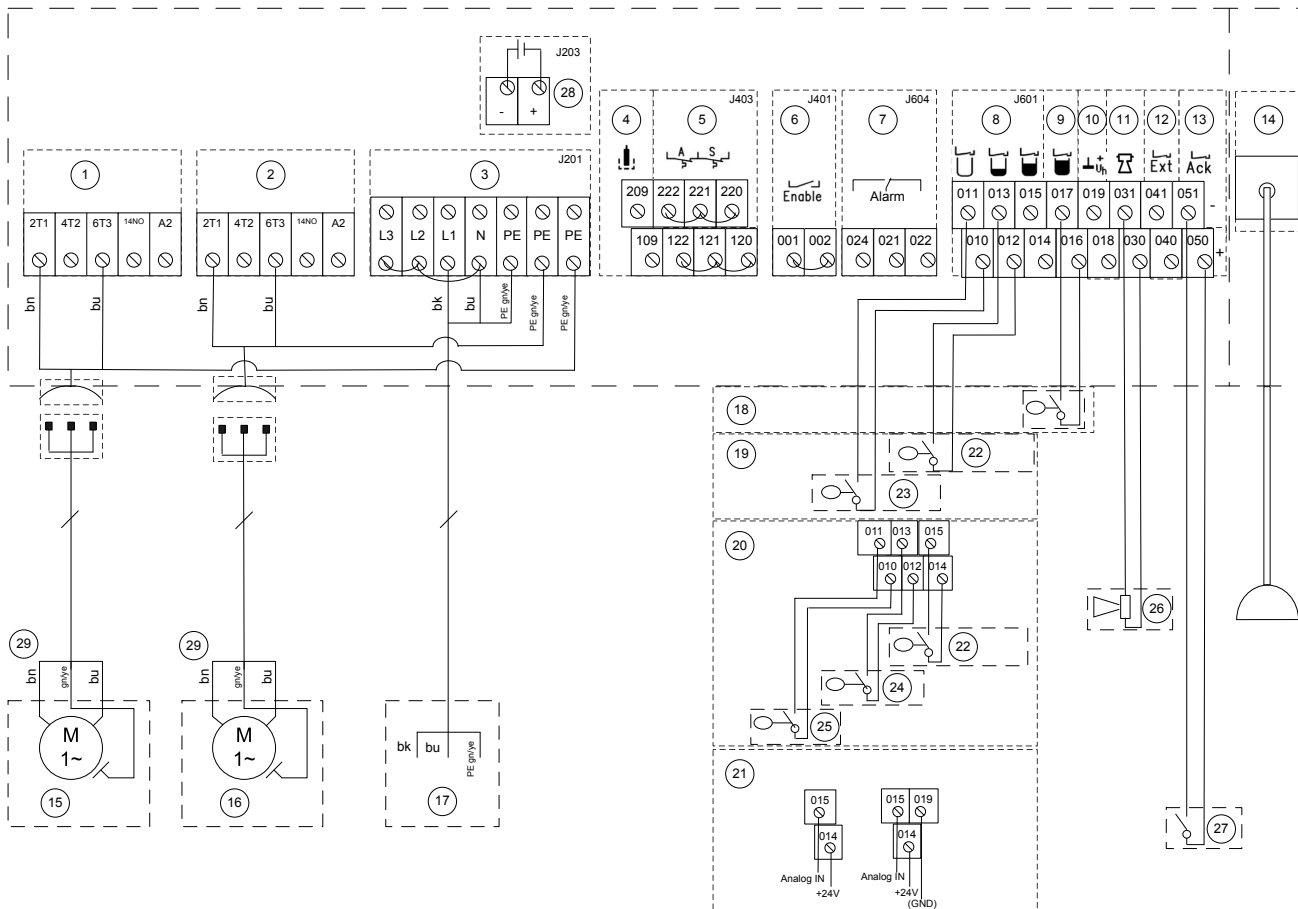 J203
28
- +
J403
J401
J604
J601
4
5
6
7
8
9
10
11
12
13
14
1
2
3
J201
A S
Enable
Alarm
+
Uh
Ext
Ack
209 222 221 220
011 013 015 017 019 031 041 051 -
2T1 4T2 6T3 14NO A2
2T1 4T2 6T3 14NO A2
L3 L2 L1 N PE PE PE
109 122 121 120
001 002
024 021 022
010 012 014 016 018 030 040 050 +
bn
bu
bn
bu
bk
bu
PE gn/ye
PE gn/ye
PE gn/ye
18
19
22
23
20
011 013 015
010 012 014
22
24
25
26
29
bn
gn/ye
bu
29
bn
gn/ye
bu
M
1~
15
M
1~
16
bk
bu
PE gn/ye
17
21
015
014
015 019
014
Analog IN
+24V
Analog IN
+24V
(GND)
27